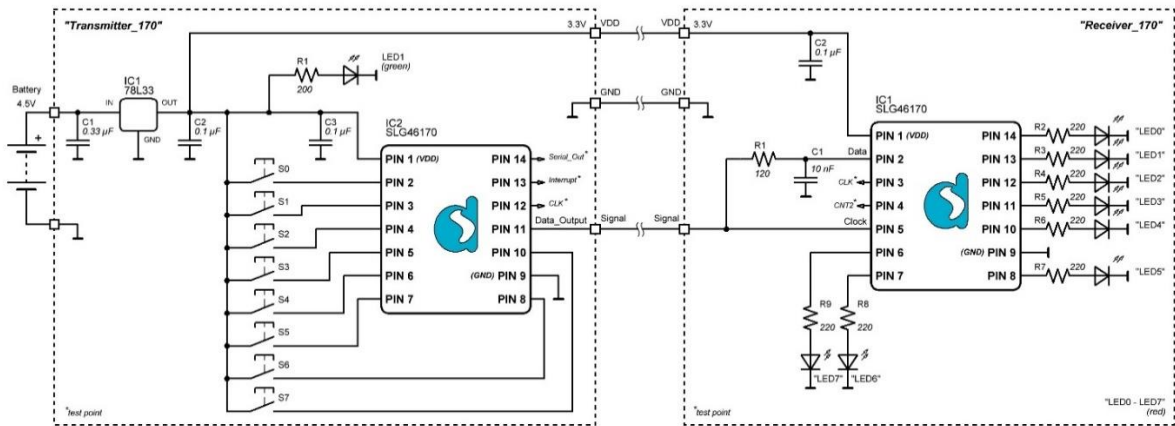 "Transmitter_170"
Battery
4.5V
+
IC1
78L33
IN
OUT
GND
C1
0.33 µF
C2
0.1 µF
R1
200
LED1
(green)
C3
0.1 µF
3.3V
VDD
GND
IC2
SLG46170
PIN 1 (VDD)
PIN 2
PIN 3
PIN 4
PIN 5
PIN 6
PIN 7
PIN 14
PIN 13
PIN 12
PIN 11
PIN 10
(GND) PIN 9
PIN 8
Serial_Out*
Interrupt*
CLK*
Data_Output
Signal
S0
S1
S2
S3
S4
S5
S6
S7
*test point
"Receiver_170"
VDD
3.3V
GND
Signal
C2
0.1 µF
R1
120
C1
10 nF
Data
CLK*
CNT2*
Clock
IC1
SLG46170
PIN 1 (VDD)
PIN 2
PIN 3
PIN 4
PIN 5
PIN 6
PIN 7
PIN 14
PIN 13
PIN 12
PIN 11
PIN 10
(GND) PIN 9
PIN 8
R2 220 "LED0"
R3 220 "LED1"
R4 220 "LED2"
R5 220 "LED3"
R6 220 "LED4"
R7 220 "LED5"
R9
220
R8
220
"LED7"
"LED6"
*test point
"LED0 - LED7"
(red)